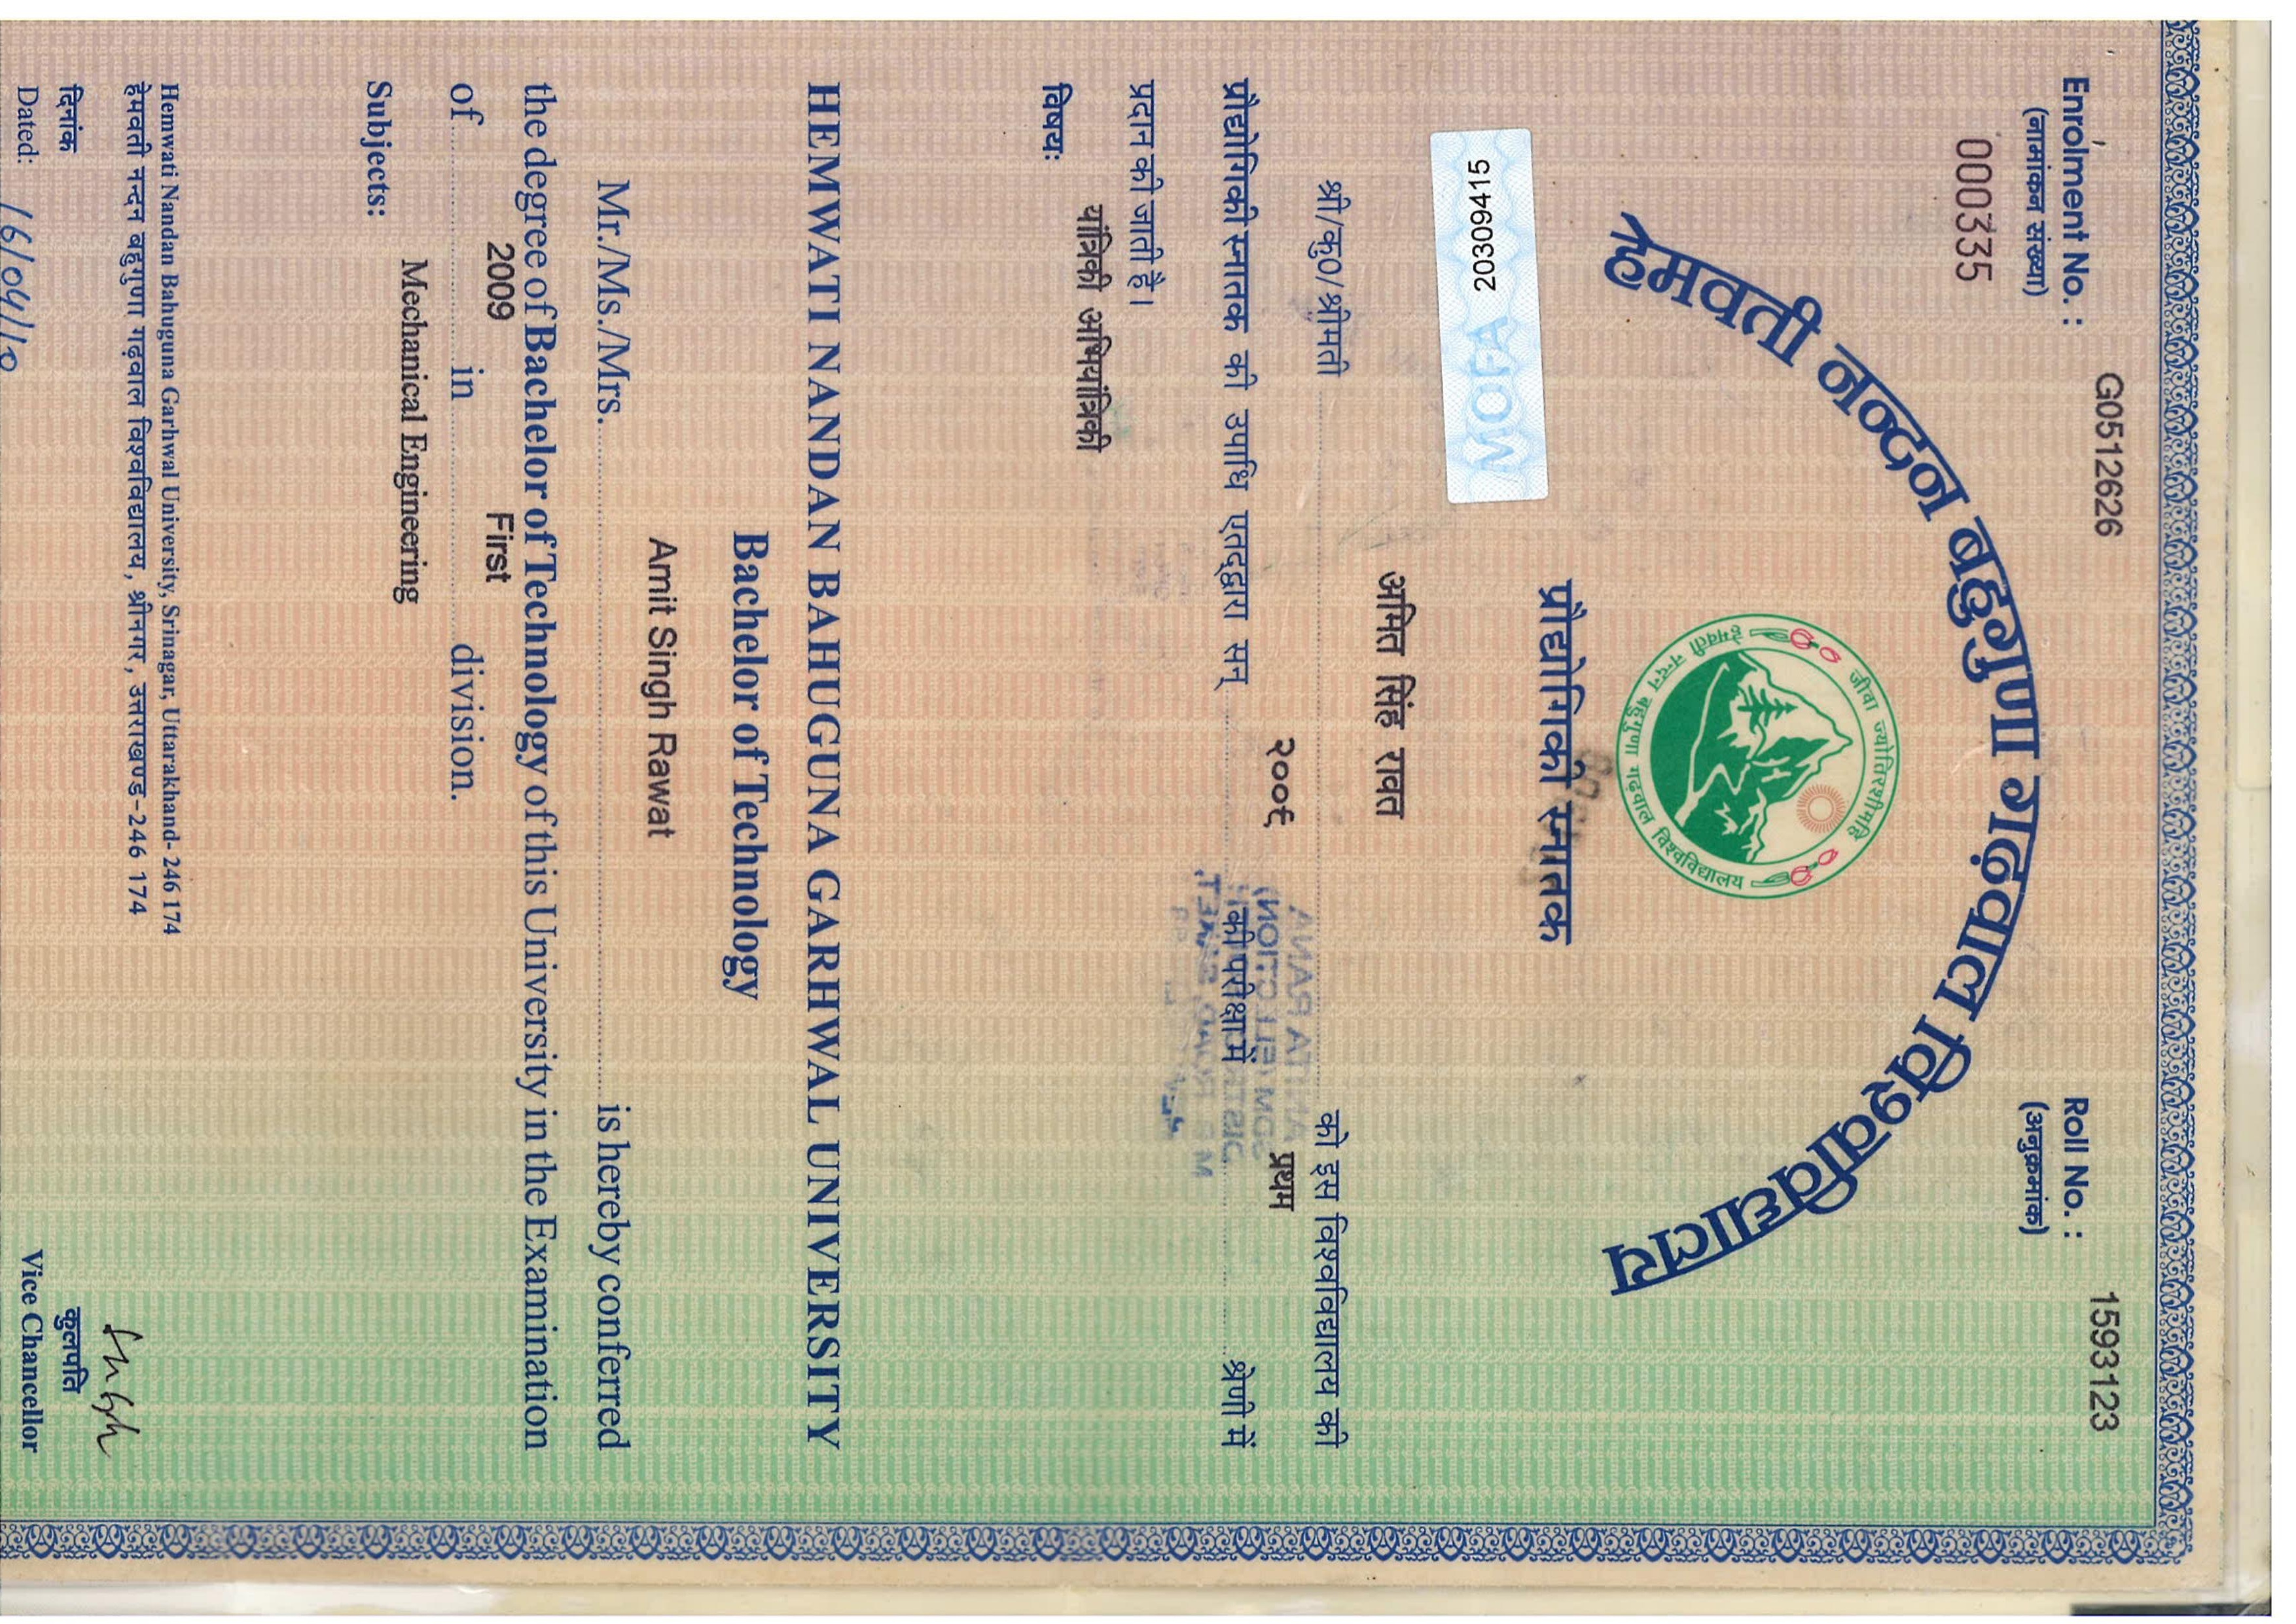 Enrolment No. : G0512626
(नामांकन संख्या)
000335
Roll No. : 1593123
(अनुक्रमांक)
हेमवती नन्दन बहुगुणा गढ़वाल विश्वविद्यालय
जीवा ज्योतिरशीमहि
हेमवती नन्दन बहुगुणा गढ़वाल विश्वविद्यालय
प्रौद्योगिकी स्नातक
MOFA 20309415
अमित सिंह रावत
श्री/कु0/श्रीमती को इस विश्वविद्यालय की
२००९ प्रथम
प्रौद्योगिकी स्नातक की उपाधि एतद्द्वारा सन् की परीक्षा में श्रेणी में
प्रदान की जाती है।
यंत्रिकी अभियांत्रिकी
विषयः
HEMWATI NANDAN BAHUGUNA GARHWAL UNIVERSITY
Bachelor of Technology
Amit Singh Rawat
Mr./Ms./Mrs. is hereby conferred
the degree of Bachelor of Technology of this University in the Examination
2009 First
of in division.
Mechanical Engineering
Subjects:
Hemwati Nandan Bahuguna Garhwal University, Srinagar, Uttarakhand- 246 174
हेमवती नन्दन बहुगुणा गढ़वाल विश्वविद्यालय, श्रीनगर, उत्तराखण्ड-246 174
दिनांक कुलपति
Dated: 16/04/10 Vice Chancellor